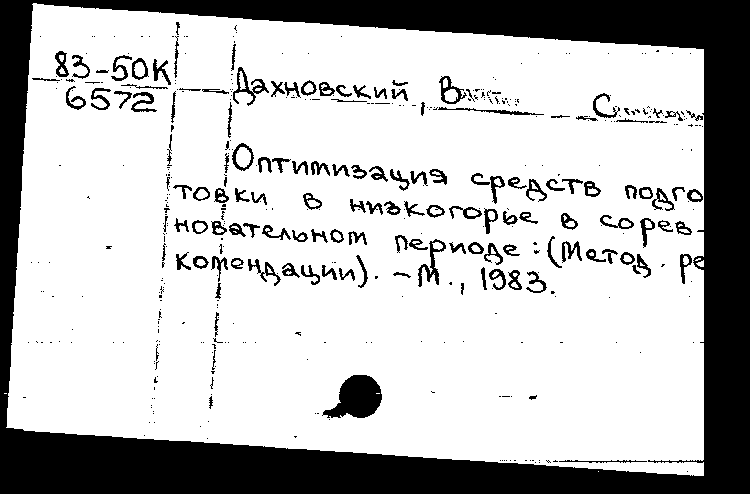 83-50К
6572
Дахновский,
Оптимизация средств подго
товки в низкогорье в сорев-
новательном периоде: (Метод. ре
комендации). - М., 1983.